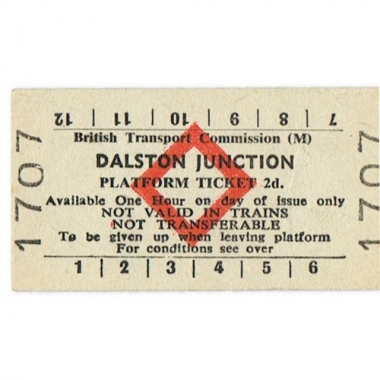 12 | 11 | 10 | 9 | 8 | 7
British Transport Commission (M)
DALSTON JUNCTION
PLATFORM TICKET 2d.
Available One Hour on day of issue only
NOT VALID IN TRAINS
NOT TRANSFERABLE
To be given up when leaving platform
For conditions see over
1 | 2 | 3 | 4 | 5 | 6
1707
1707